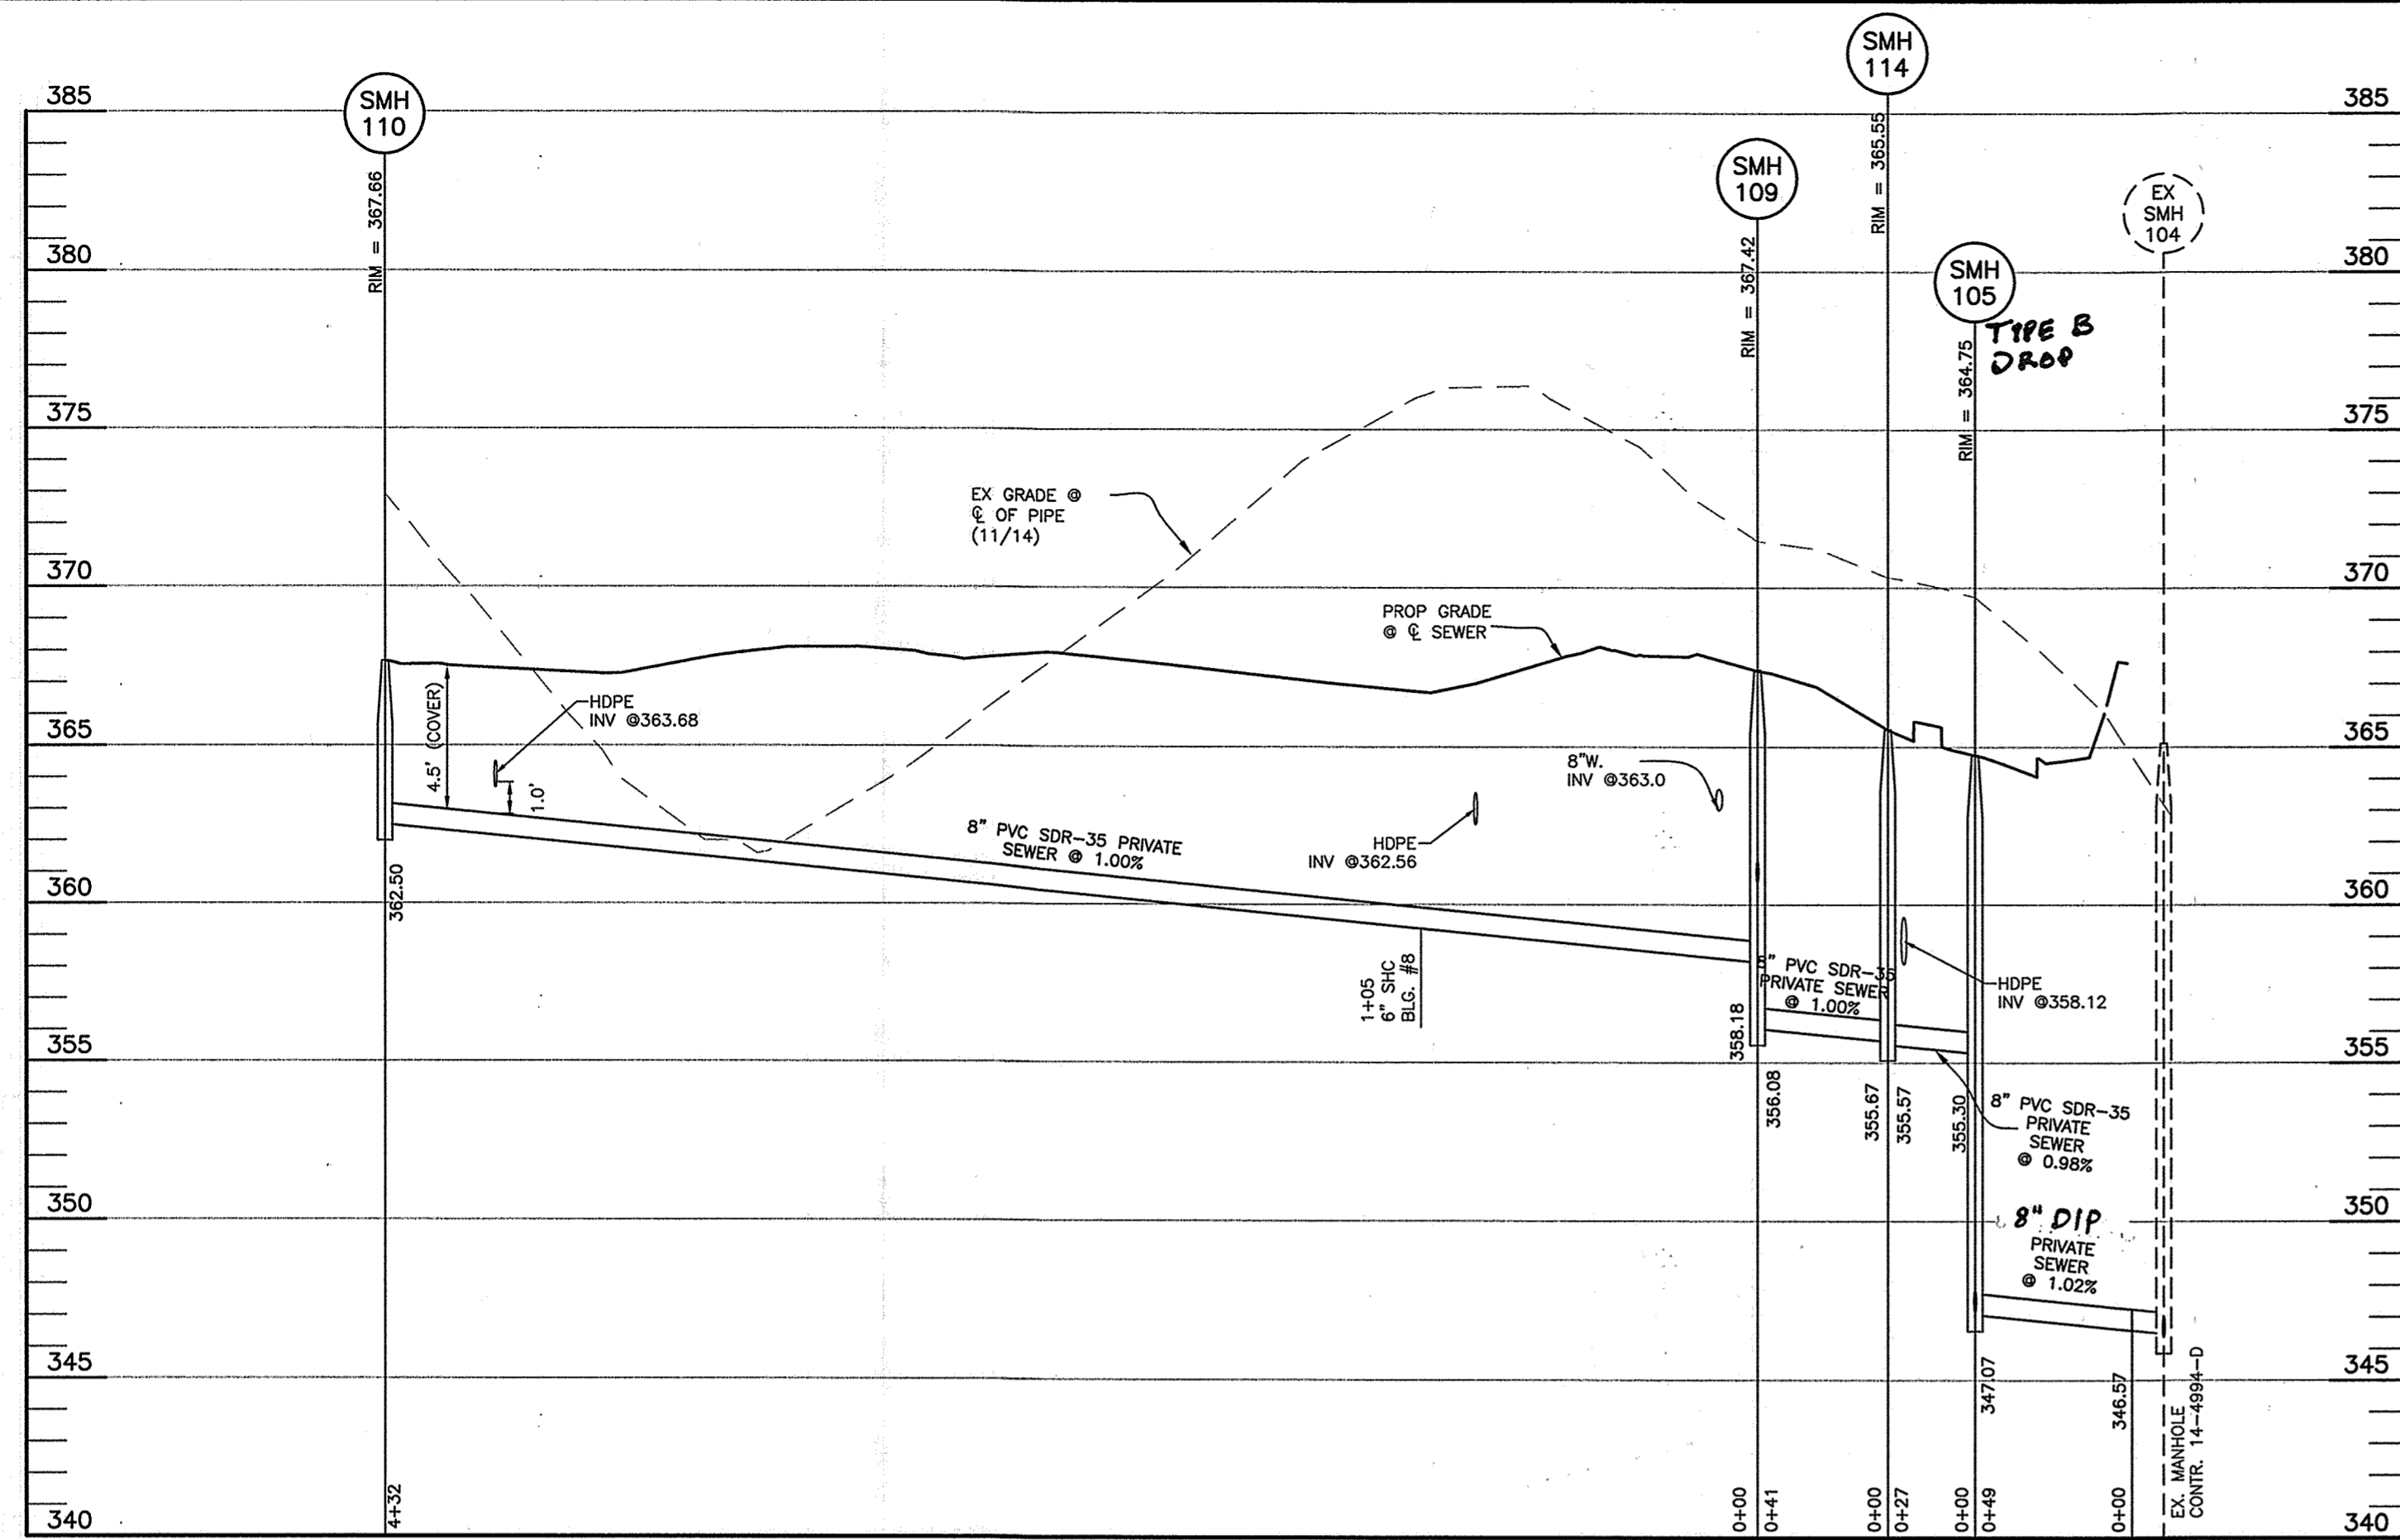 SMH
114
385
385
SMH
110
RIM = 367.66
SMH
109
RIM = 367.42
RIM = 365.55
EX
SMH
104
380
380
SMH
105
TYPE B
DROP
RIM = 364.75
375
375
EX GRADE @
℄ OF PIPE
(11/14)
370
370
PROP GRADE
@ ℄ SEWER
HDPE
INV @363.68
4.5' (COVER)
1.0'
365
365
8"W.
INV @363.0
8" PVC SDR-35 PRIVATE
SEWER @ 1.00%
HDPE
INV @362.56
360
360
362.50
1+05
6" SHC
BLG. #8
8" PVC SDR-35
PRIVATE SEWER
@ 1.00%
HDPE
INV @358.12
358.18
355
355
356.08
355.67
355.57
355.30
8" PVC SDR-35
PRIVATE
SEWER
@ 0.98%
350
350
8" DIP
PRIVATE
SEWER
@ 1.02%
345
345
347.07
346.57
EX. MANHOLE
CONTR. 14-4994-D
4+32
0+00
0+41
0+00
0+27
0+00
0+49
0+00
340
340